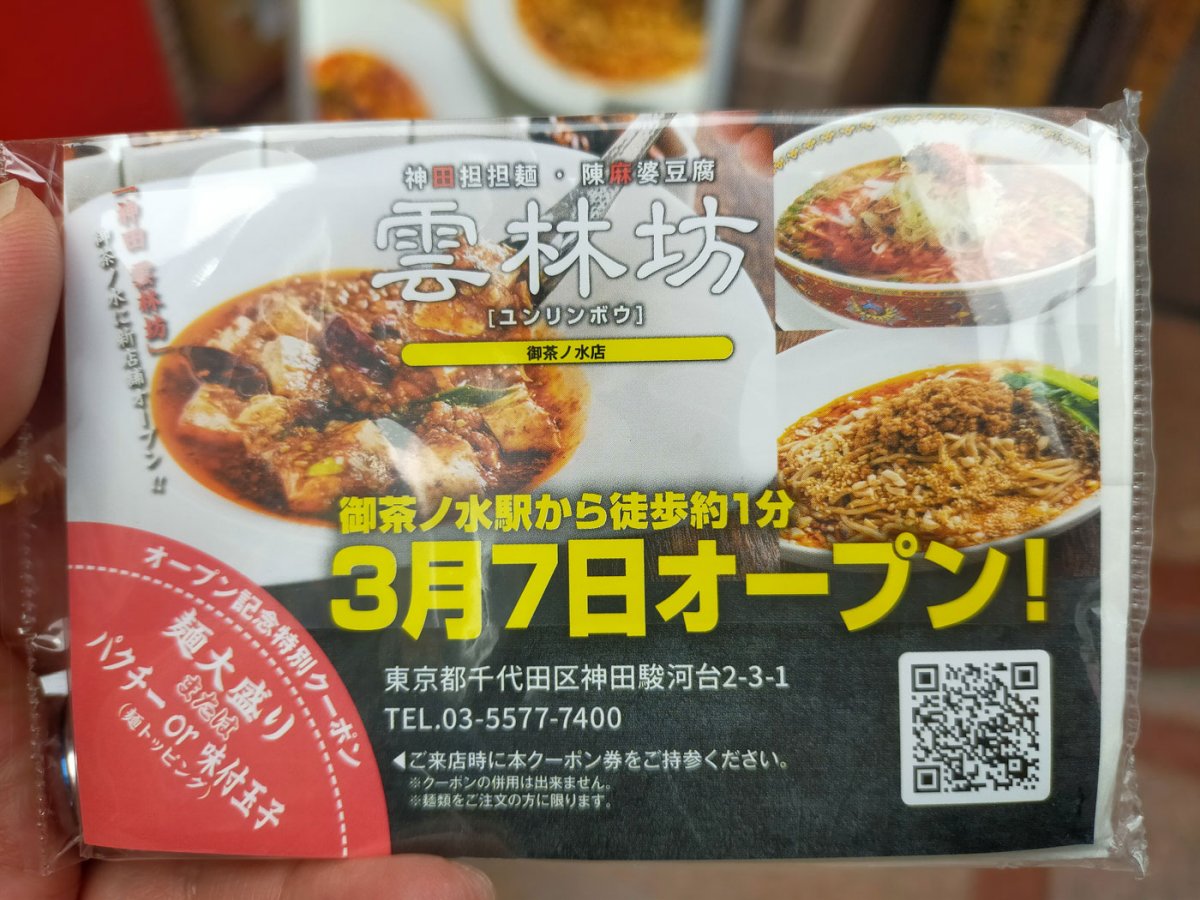 神田担担麺・陳麻婆豆腐
雲林坊
[ユンリンボウ]
御茶ノ水店
「神田 雲林坊」
御茶ノ水に新店舗オープン!!
御茶ノ水駅から徒歩約1分
3月7日オープン!
オープン記念特別クーポン
麺大盛り
または
パクチー or 味付玉子
(麺トッピング)
東京都千代田区神田駿河台2-3-1
TEL.03-5577-7400
◀ご来店時に本クーポン券をご持参ください。
※クーポンの併用は出来ません。
※麺類をご注文の方に限ります。